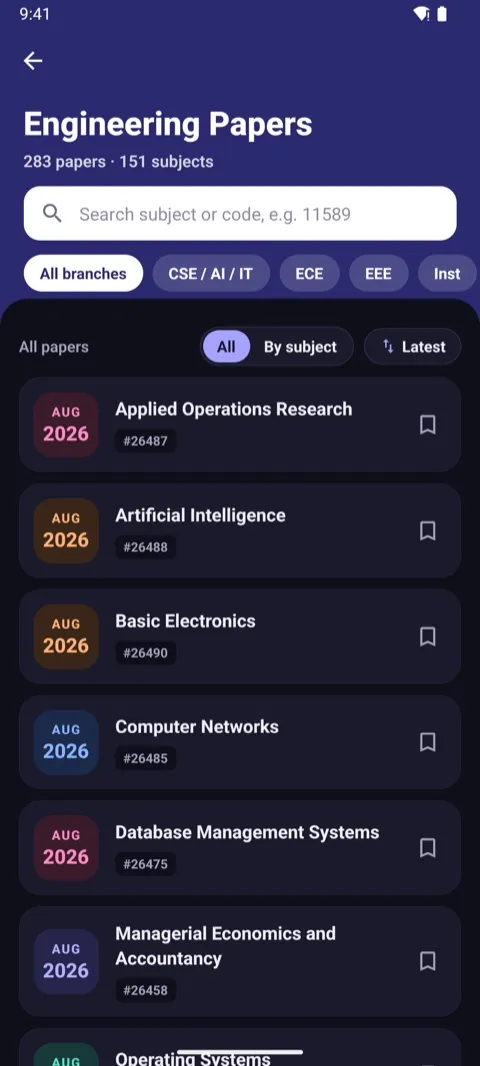 9:41
Engineering Papers
283 papers · 151 subjects
Search subject or code, e.g. 11589
All branches
CSE / AI / IT
ECE
EEE
Inst
All papers
All
By subject
Latest
AUG
2026
Applied Operations Research
#26487
AUG
2026
Artificial Intelligence
#26488
AUG
2026
Basic Electronics
#26490
AUG
2026
Computer Networks
#26485
AUG
2026
Database Management Systems
#26475
AUG
2026
Managerial Economics and
Accountancy
#26458
AUG
Operating Systems